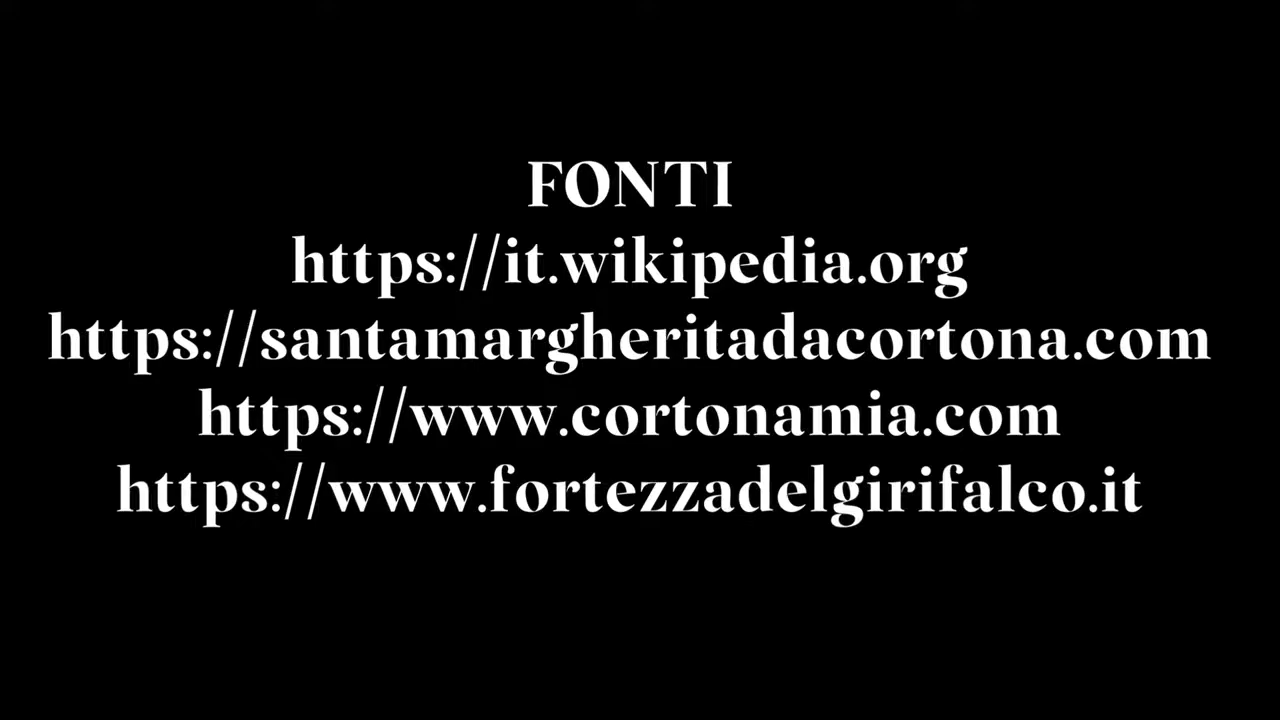 FONTI
https://it.wikipedia.org
https://santamargheritadacortona.com
https://www.cortonamia.com
https://www.fortezzadelgirifalco.it